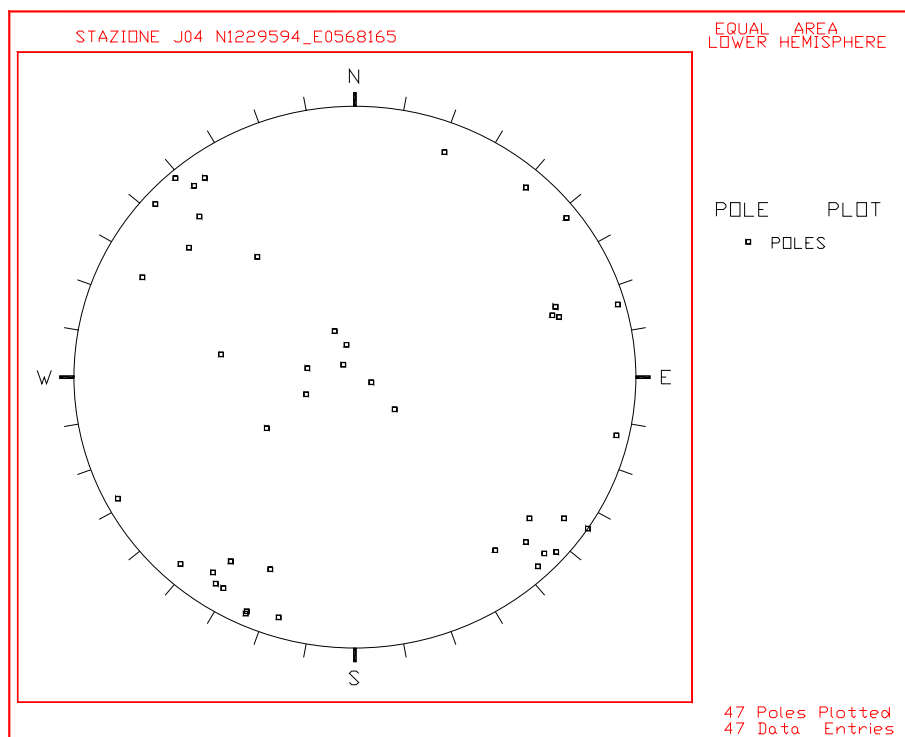 STAZIONE J04 N1229594_E0568165
EQUAL AREA
LOWER HEMISPHERE
N
POLE PLOT
POLES
W
E
S
47 Poles Plotted
47 Data Entries